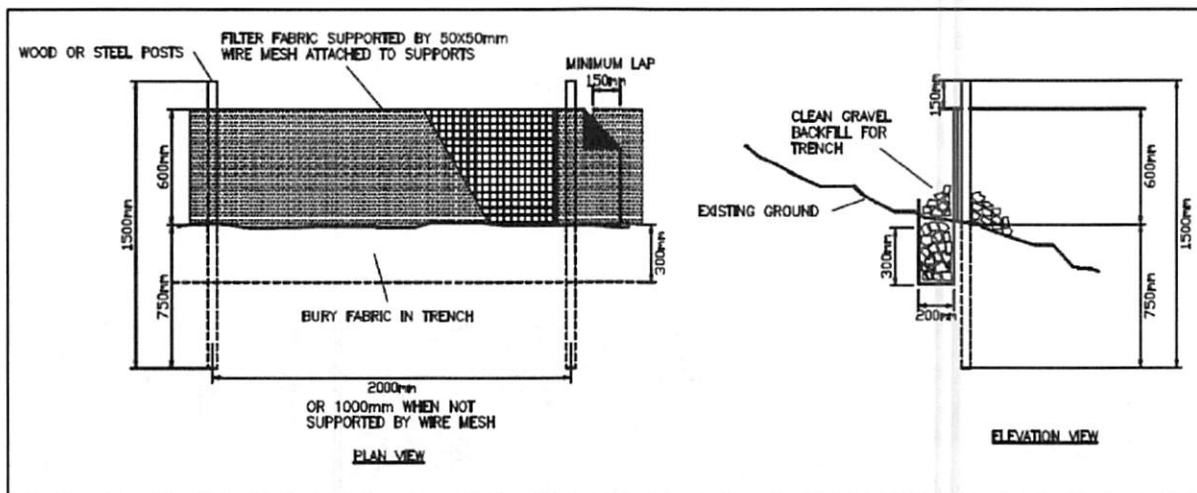 WOOD OR STEEL POSTS
FILTER FABRIC SUPPORTED BY 50X50mm
WIRE MESH ATTACHED TO SUPPORTS
MINIMUM LAP
150mm
600mm
1500mm
750mm
300mm
BURY FABRIC IN TRENCH
2000mm
OR 1000mm WHEN NOT
SUPPORTED BY WIRE MESH
PLAN VIEW
150mm
CLEAN GRAVEL
BACKFILL FOR
TRENCH
EXISTING GROUND
600mm
1500mm
300mm
750mm
200mm
ELEVATION VIEW